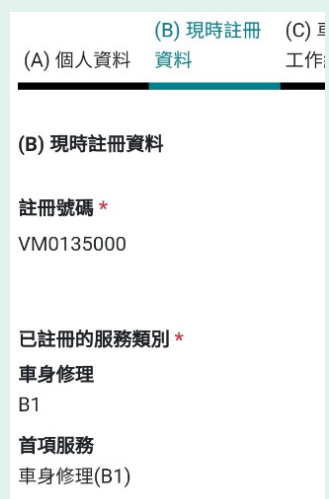 (A) 個人資料
(B) 現時註冊
資料
(C)
工作
(B) 現時註冊資料
註冊號碼 *
VM0135000
已註冊的服務類別 *
車身修理
B1
首項服務
車身修理(B1)